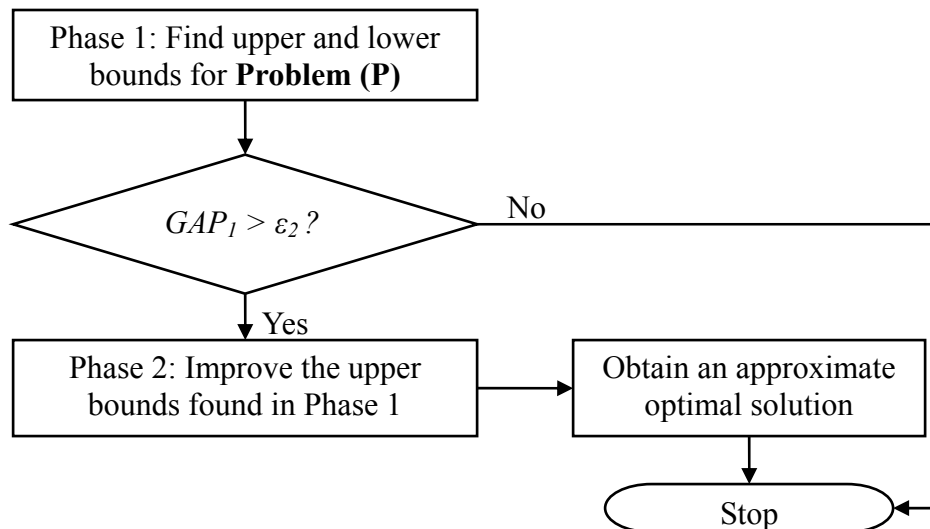 Phase 1: Find upper and lower
bounds for Problem (P)
GAP₁ > ε₂ ?
No
Yes
Phase 2: Improve the upper
bounds found in Phase 1
Obtain an approximate
optimal solution
Stop